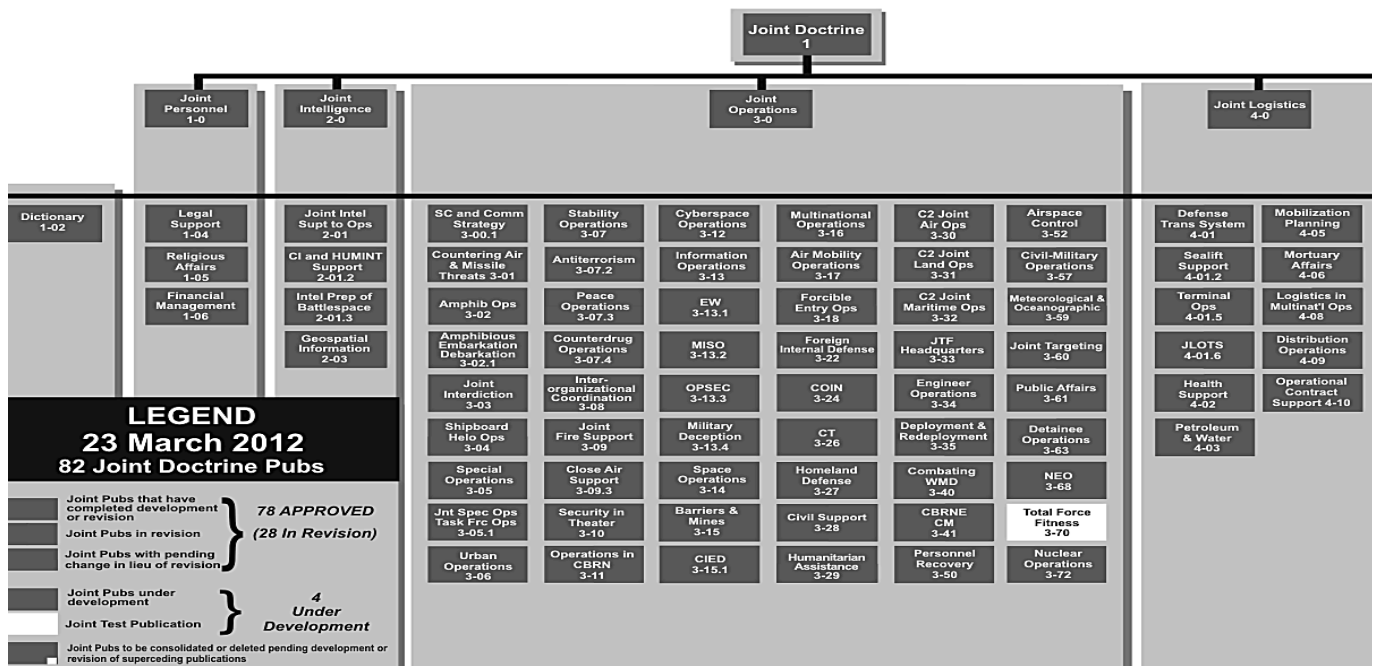 Joint Doctrine
1
Joint
Personnel
1-0
Joint
Intelligence
2-0
Joint
Operations
3-0
Joint Logistics
4-0
Dictionary
1-02
Legal
Support
1-04
Religious
Affairs
1-05
Financial
Management
1-06
Joint Intel
Supt to Ops
2-01
CI and HUMINT
Support
2-01.2
Intel Prep of
Battlespace
2-01.3
Geospatial
Information
2-03
SC and Comm
Strategy
3-00.1
Countering Air
& Missile
Threats 3-01
Amphib Ops
3-02
Amphibious
Embarkation
Debarkation
3-02.1
Joint
Interdiction
3-03
Shipboard
Helo Ops
3-04
Special
Operations
3-05
Jnt Spec Ops
Task Frc Ops
3-05.1
Urban
Operations
3-06
Stability
Operations
3-07
Antiterrorism
3-07.2
Peace
Operations
3-07.3
Counterdrug
Operations
3-07.4
Inter-
organizational
Coordination
3-08
Joint
Fire Support
3-09
Close Air
Support
3-09.3
Security in
Theater
3-10
Operations in
CBRN
3-11
Cyberspace
Operations
3-12
Information
Operations
3-13
EW
3-13.1
MISO
3-13.2
OPSEC
3-13.3
Military
Deception
3-13.4
Space
Operations
3-14
Barriers &
Mines
3-15
CIED
3-15.1
Multinational
Operations
3-16
Air Mobility
Operations
3-17
Forcible
Entry Ops
3-18
Foreign
Internal Defense
3-22
COIN
3-24
CT
3-26
Homeland
Defense
3-27
Civil Support
3-28
Humanitarian
Assistance
3-29
C2 Joint
Air Ops
3-30
C2 Joint
Land Ops
3-31
C2 Joint
Maritime Ops
3-32
JTF
Headquarters
3-33
Engineer
Operations
3-34
Deployment &
Redeployment
3-35
Combating
WMD
3-40
CBRNE
CM
3-41
Personnel
Recovery
3-50
Airspace
Control
3-52
Civil-Military
Operations
3-57
Meteorological &
Oceanographic
3-59
Joint Targeting
3-60
Public Affairs
3-61
Detainee
Operations
3-63
NEO
3-68
Total Force
Fitness
3-70
Nuclear
Operations
3-72
Defense
Trans System
4-01
Sealift
Support
4-01.2
Terminal
Ops
4-01.5
JLOTS
4-01.6
Health
Support
4-02
Petroleum
& Water
4-03
Mobilization
Planning
4-05
Mortuary
Affairs
4-06
Logistics in
Multinat'l Ops
4-08
Distribution
Operations
4-09
Operational
Contract
Support 4-10
LEGEND
23 March 2012
82 Joint Doctrine Pubs
Joint Pubs that have
completed development
or revision
Joint Pubs in revision
Joint Pubs with pending
change in lieu of revision
78 APPROVED
(28 In Revision)
Joint Pubs under
development
Joint Test Publication
4
Under
Development
Joint Pubs to be consolidated or deleted pending development or
revision of superceding publications